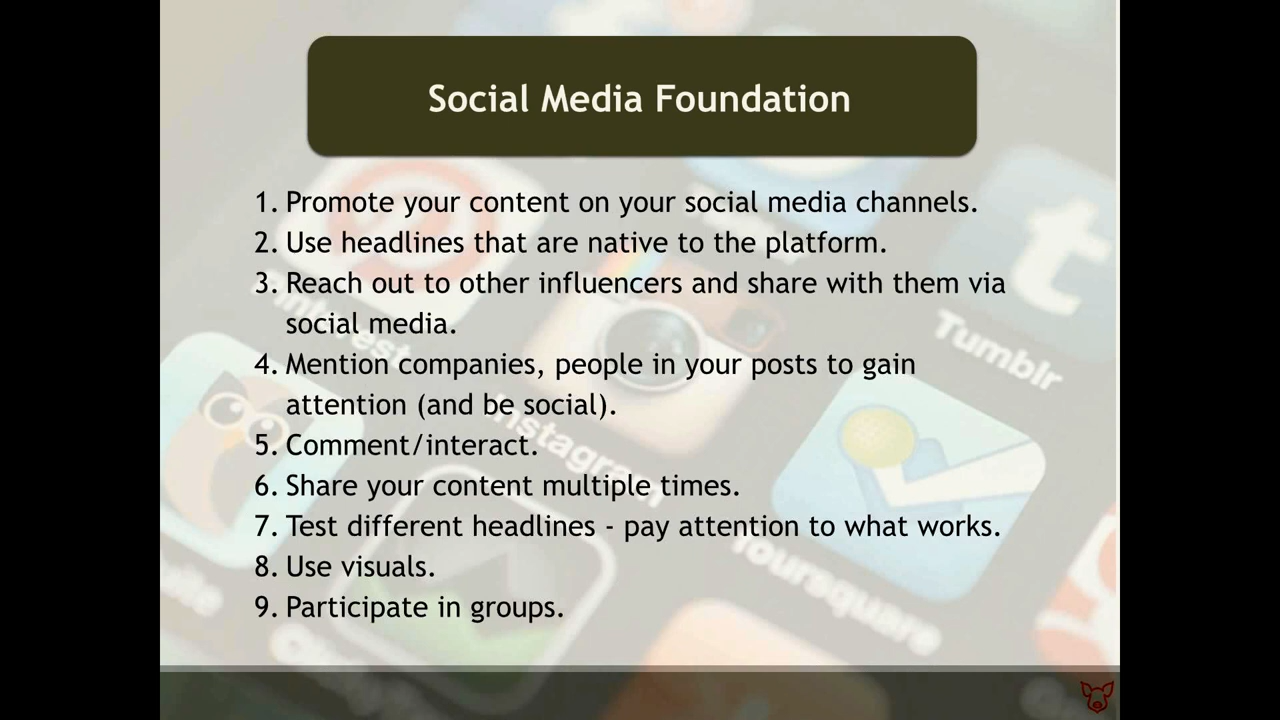 Social Media Foundation
1. Promote your content on your social media channels.
2. Use headlines that are native to the platform.
3. Reach out to other influencers and share with them via
social media.
4. Mention companies, people in your posts to gain
attention (and be social).
5. Comment/interact.
6. Share your content multiple times.
7. Test different headlines - pay attention to what works.
8. Use visuals.
9. Participate in groups.
Tumblr
Instagram
Foursquare